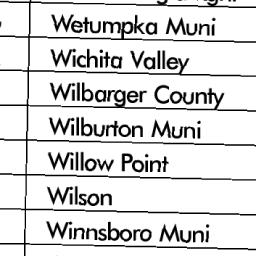 Wetumpka Muni
Wichita Valley
Wilbarger County
Wilburton Muni
Willow Point
Wilson
Winnsboro Muni